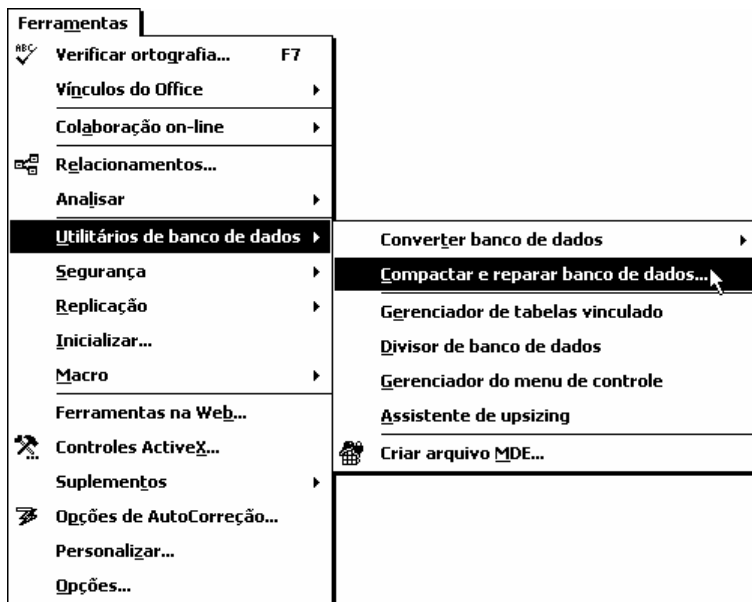 Ferramentas
ABC Verificar ortografia... F7
Vínculos do Office
Colaboração on-line
Relacionamentos...
Analisar
Utilitários de banco de dados
Segurança
Replicação
Inicializar...
Macro
Ferramentas na Web...
Controles ActiveX...
Suplementos
Opções de AutoCorreção...
Personalizar...
Opções...
Converter banco de dados
Compactar e reparar banco de dados...
Gerenciador de tabelas vinculado
Divisor de banco de dados
Gerenciador do menu de controle
Assistente de upsizing
Criar arquivo MDE...